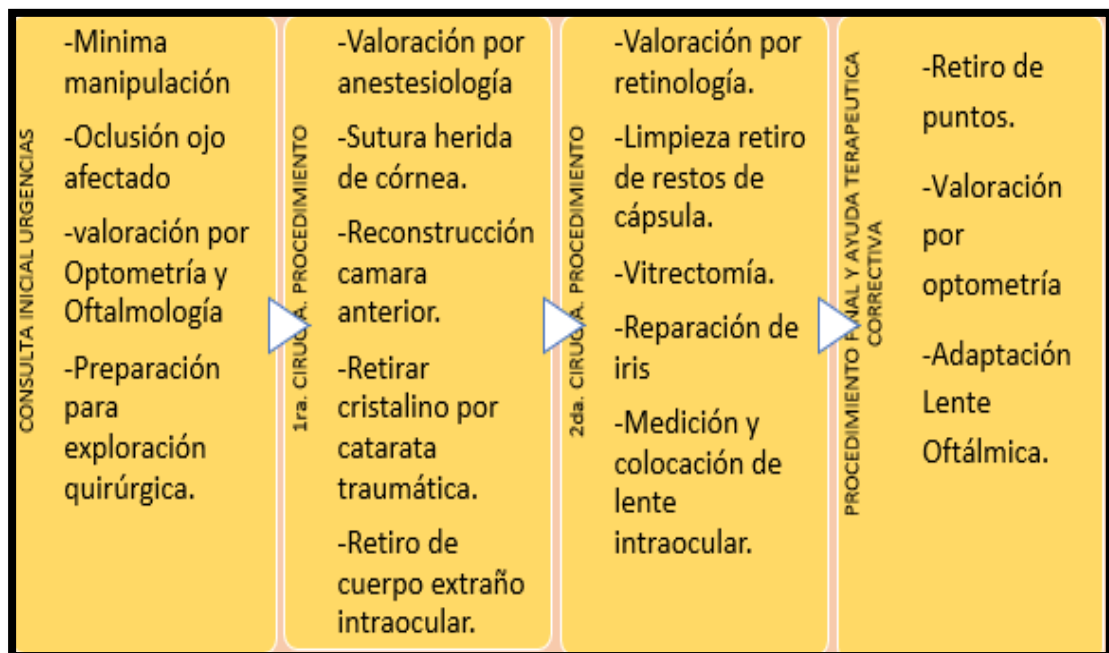 CONSULTA INICIAL URGENCIAS
-Minima
manipulación
-Oclusión ojo
afectado
-valoración por
Optometría y
Oftalmología
-Preparación
para
exploración
quirúrgica.
1ra. CIRUGIA. PROCEDIMIENTO
-Valoración por
anestesiología
-Sutura herida
de córnea.
-Reconstrucción
camara
anterior.
-Retirar
cristalino por
catarata
traumática.
-Retiro de
cuerpo extraño
intraocular.
2da. CIRUGIA. PROCEDIMIENTO
-Valoración por
retinología.
-Limpieza retiro
de restos de
cápsula.
-Vitrectomía.
-Reparación de
iris
-Medición y
colocación de
lente
intraocular.
PROCEDIMIENTO FINAL Y AYUDA TERAPEUTICA
CORRECTIVA
-Retiro de
puntos.
-Valoración
por
optometría
-Adaptación
Lente
Oftálmica.